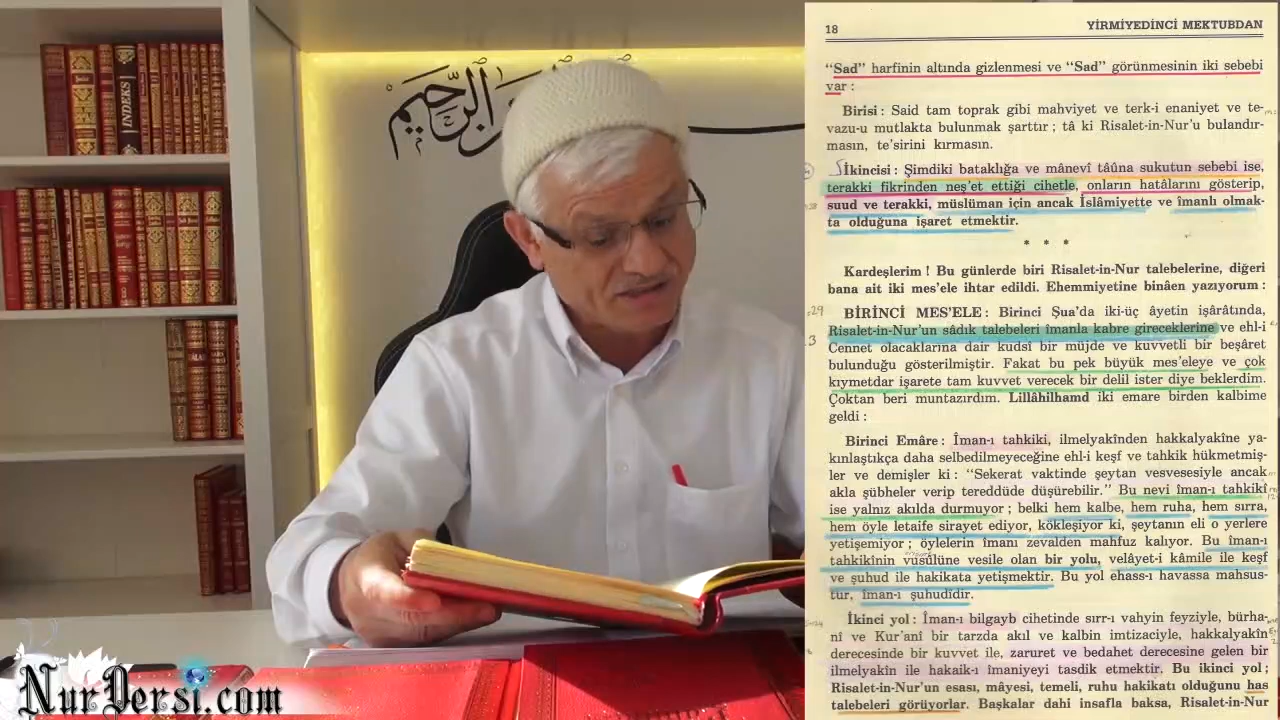 18 YİRMİYEDİNCİ MEKTUBDAN
"Sad" harfinin altında gizlenmesi ve "Sad" görünmesinin iki sebebi
var :
Birisi : Said tam toprak gibi mahviyet ve terk-i enaniyet ve te-
vazu-u mutlakta bulunmak şarttır ; tâ ki Risalet-in-Nur'u bulandır-
masın, te'sirini kırmasın.
İkincisi : Şimdiki bataklığa ve mânevî tâûna sukutun sebebi ise,
terakki fikrinden neş'et ettiği cihetle, onların hatâlarını gösterip,
suud ve terakki, müslüman için ancak İslâmiyette ve îmanlı olmak-
ta olduğuna işaret etmektir.
* * *
Kardeşlerim ! Bu günlerde biri Risalet-in-Nur talebelerine, diğeri
bana ait iki mes'ele ihtar edildi. Ehemmiyetine binâen yazıyorum :
BİRİNCİ MES'ELE : Birinci Şua'da iki-üç âyetin işârâtında,
Risalet-in-Nur'un sâdık talebeleri îmanla kabre gireceklerine ve ehl-i
Cennet olacaklarına dair kudsî bir müjde ve kuvvetli bir beşâret
bulunduğu gösterilmiştir. Fakat bu pek büyük mes'eleye ve çok
kıymetdar işarete tam kuvvet verecek bir delil ister diye beklerdim.
Çoktan beri muntazırdım. Lillâhilhamd iki emare birden kalbime
geldi :
Birinci Emâre : Îman-ı tahkiki, ilmelyakînden hakkalyakîne ya-
kınlaştıkça daha selbedilmeyeceğine ehl-i keşf ve tahkik hükmetmiş-
ler ve demişler ki : "Sekerat vaktinde şeytan vesvesesiyle ancak
akla şübheler verip tereddüde düşürebilir." Bu nevi îman-ı tahkikî
ise yalnız akılda durmuyor ; belki hem kalbe, hem ruha, hem sırra,
hem öyle letaife sirayet ediyor, kökleşiyor ki, şeytanın eli o yerlere
yetişemiyor ; öylelerin îmanı zevalden mahfuz kalıyor. Bu îman-ı
tahkikînin vüsûlüne vesile olan bir yolu, velâyet-i kâmile ile keşf
ve şuhud ile hakikata yetişmektir. Bu yol ehass-ı havassa mahsus-
tur, îman-ı şuhudîdir.
İkinci yol : Îman-ı bilgayb cihetinde sırr-ı vahyin feyziyle, bürha-
nî ve Kur'anî bir tarzda akıl ve kalbin imtizaciyle, hakkalyakîn
derecesinde bir kuvvet ile, zaruret ve bedahet derecesine gelen bir
ilmelyakîn ile hakaik-ı imaniyeyi tasdik etmektir. Bu ikinci yol ;
Risalet-in-Nur'un esası, mâyesi, temeli, ruhu hakîkatı olduğunu has
talebeleri görüyorlar. Başkalar dahi insafla baksa, Risalet-in-Nur
INDEKS
الرحيم
NurDersi.com